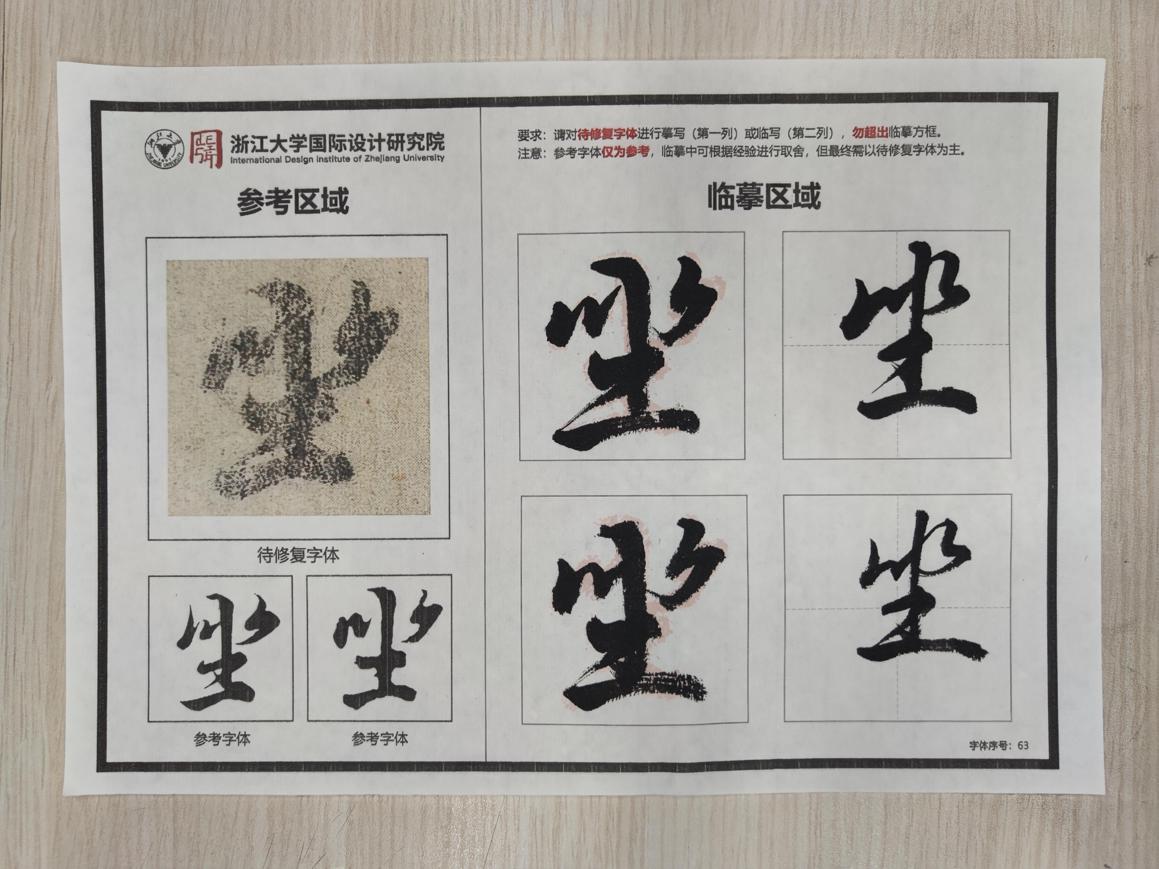 浙江大学国际设计研究院
International Design Institute of Zhejiang University
参考区域
坐
待修复字体
坐
坐
参考字体
参考字体
要求：请对待修复字体进行摹写（第一列）或临写（第二列），勿超出临摹方框。
注意：参考字体仅为参考，临摹中可根据经验进行取舍，但最终需以待修复字体为主。
临摹区域
坐
坐
坐
坐
字体序号：63